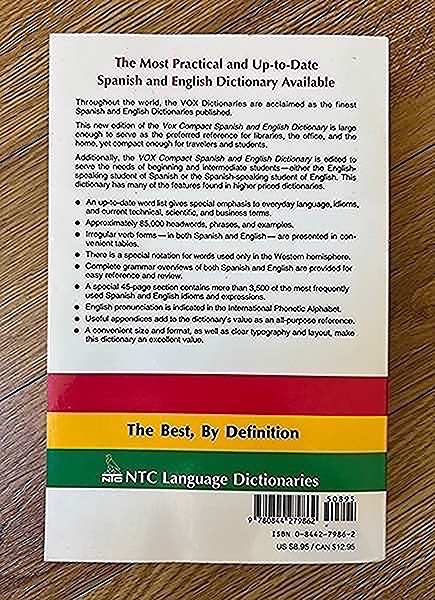 The Most Practical and Up-to-Date
Spanish and English Dictionary Available
Throughout the world, the VOX Dictionaries are acclaimed as the finest
Spanish and English Dictionaries published.
This new edition of the Vox Compact Spanish and English Dictionary is large
enough to serve as the preferred reference for libraries, the office, and the
home, yet compact enough for travelers and students.
Additionally, the VOX Compact Spanish and English Dictionary is edited to
serve the needs of beginning and intermediate students—either the English-
speaking student of Spanish or the Spanish-speaking student of English. This
dictionary has many of the features found in higher priced dictionaries.
• An up-to-date word list gives special emphasis to everyday language, idioms,
and current technical, scientific, and business terms.
• Approximately 85,000 headwords, phrases, and examples.
• Irregular verb forms—in both Spanish and English—are presented in con-
venient tables.
• There is a special notation for words used only in the Western hemisphere.
• Complete grammar overviews of both Spanish and English are provided for
easy reference and review.
• A special 45-page section contains more than 3,500 of the most frequently
used Spanish and English idioms and expressions.
• English pronunciation is indicated in the International Phonetic Alphabet.
• Useful appendices add to the dictionary's value as an all-purpose reference.
• A convenient size and format, as well as clear typography and layout, make
this dictionary an excellent value.
The Best, By Definition
NTC NTC Language Dictionaries
50895
9 780844 279862
ISBN 0-8442-7986-2
US $8.95 / CAN $12.95